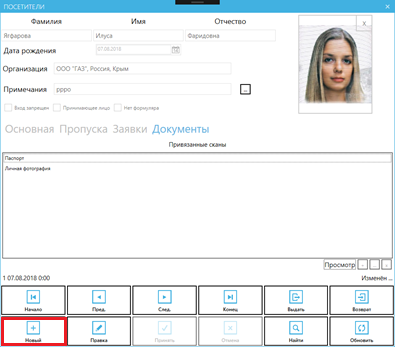 ПОСЕТИТЕЛИ
Фамилия Имя Отчество
Ягфарова Илуса Фаридовна
Дата рождения 07.08.2018
Организация ООО "ГАЗ", Россия, Крым
Примечания рppo ...
Вход запрещен Принимающее лицо Нет формуляра
Основная Пропуска Заявки Документы
Привязанные сканы
Паспорт
Личная фотография
Просмотр
1 07.08.2018 0:00 Изменён ...
Начало Пред. След. Конец Выдать Возврат
Новый Правка Принять Отмена Найти Обновить